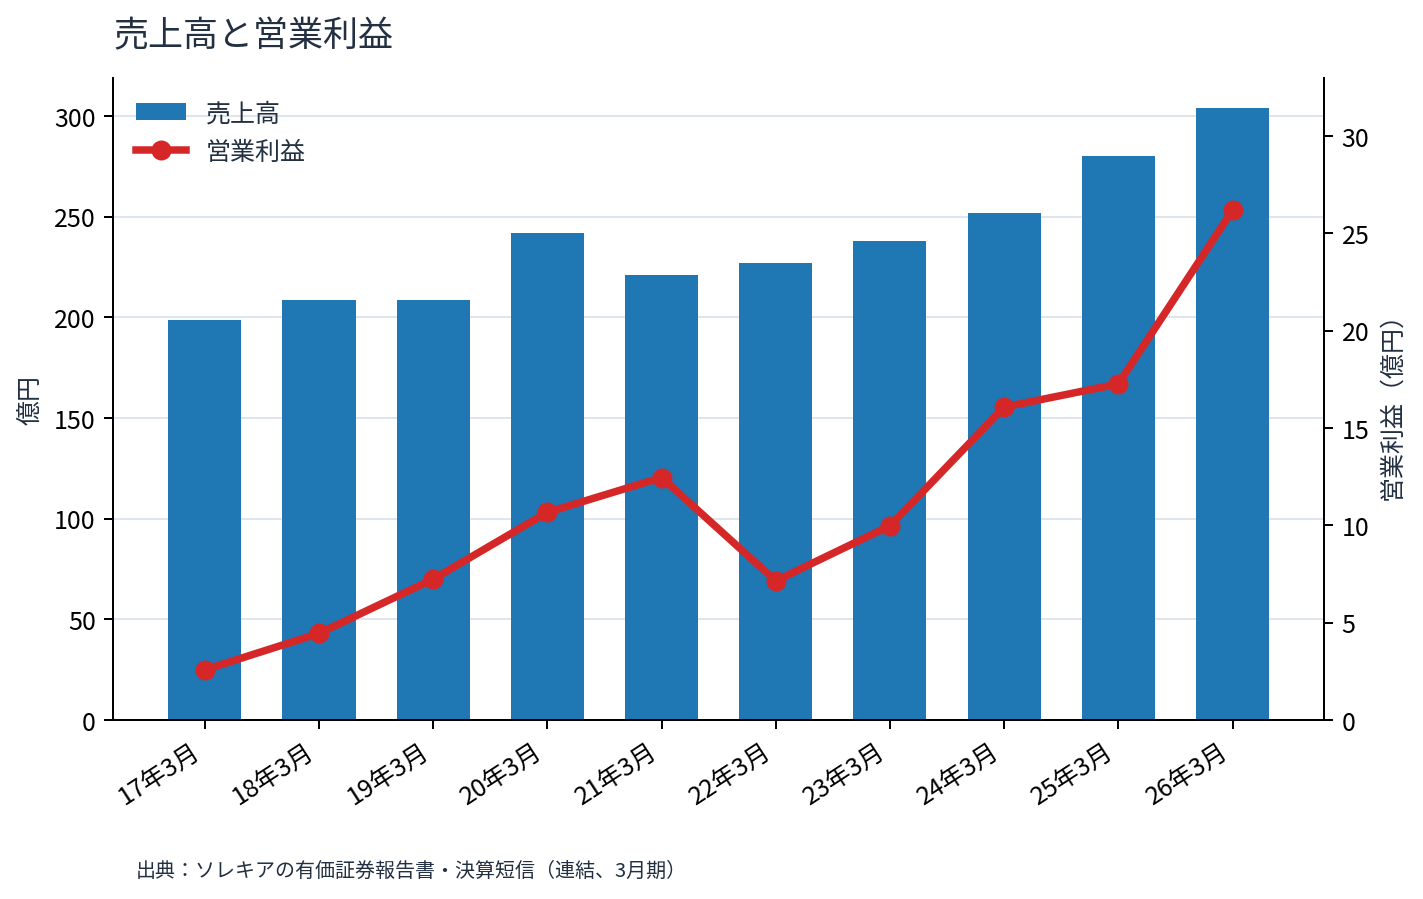 売上高と営業利益
売上高
営業利益
億円
300
250
200
150
100
50
0
営業利益（億円）
30
25
20
15
10
5
0
17年3月
18年3月
19年3月
20年3月
21年3月
22年3月
23年3月
24年3月
25年3月
26年3月
出典：ソレキアの有価証券報告書・決算短信（連結、3月期）